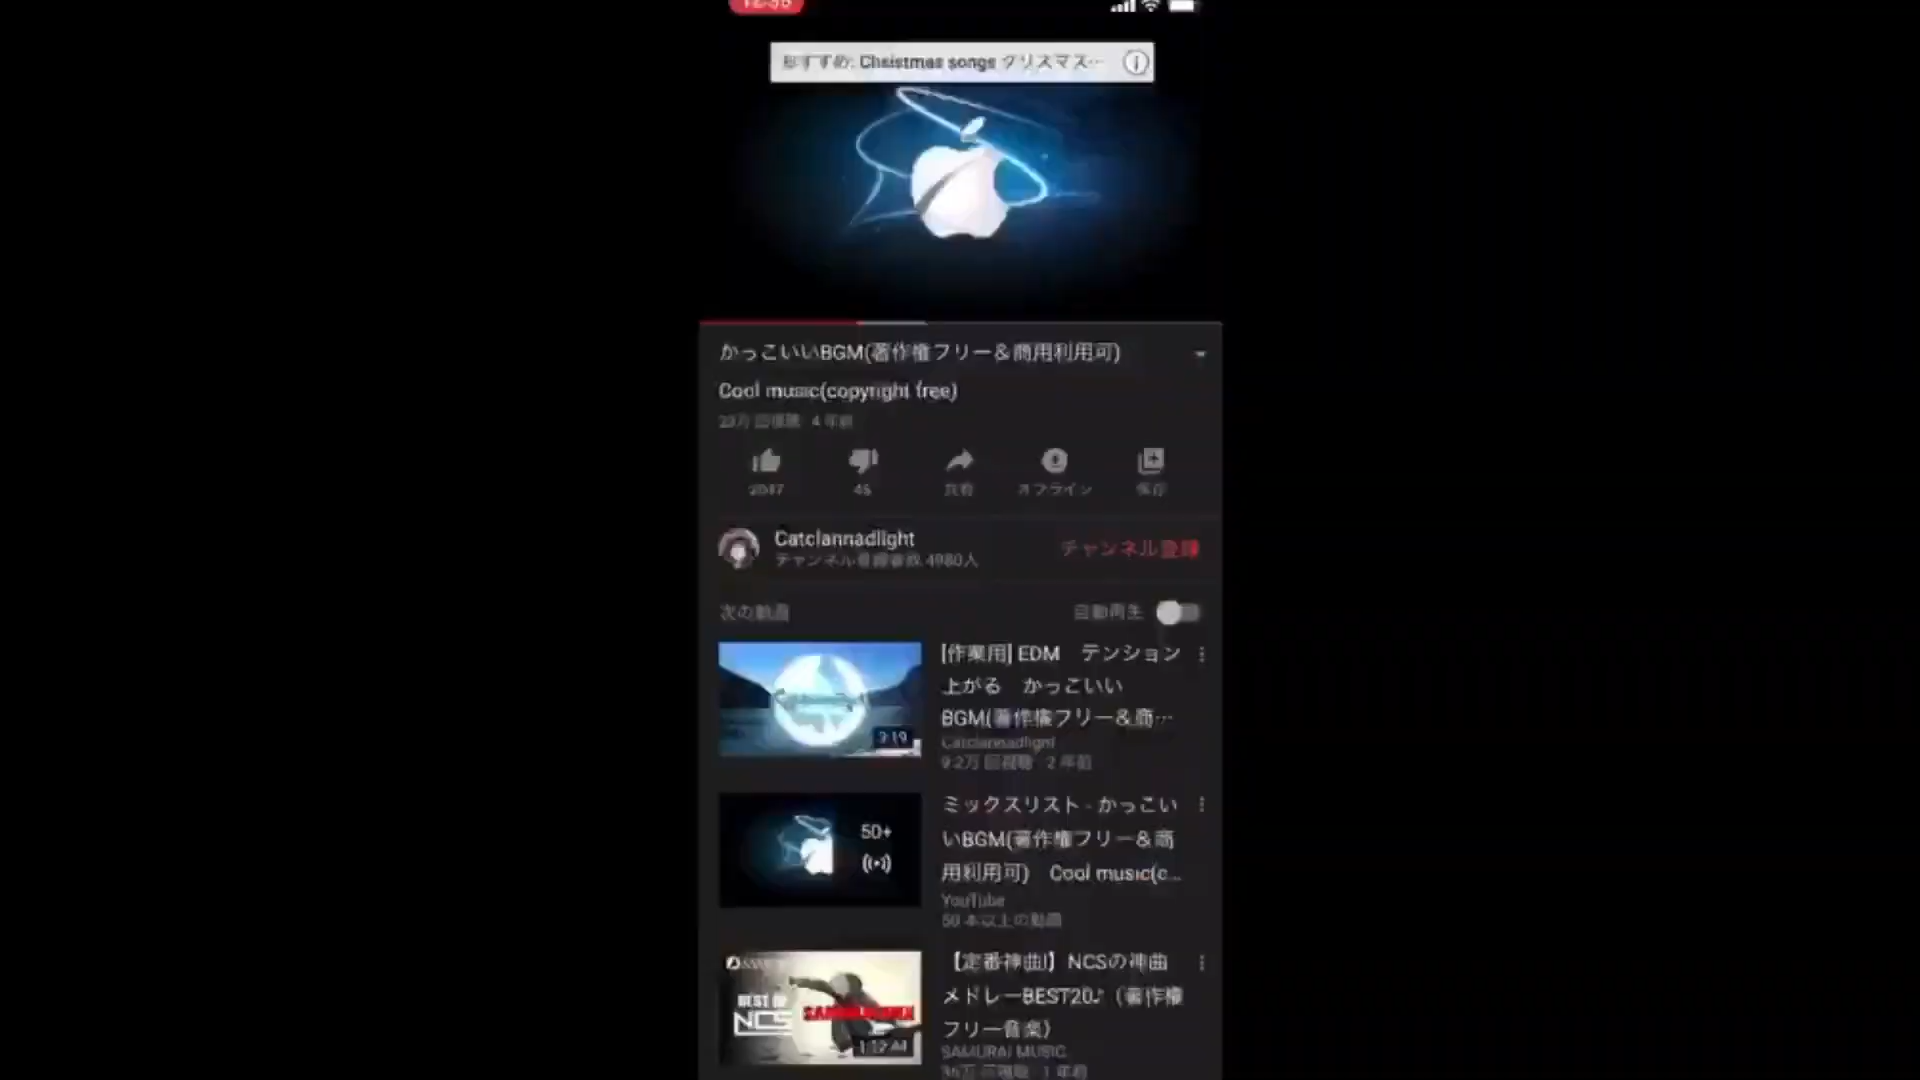 おすすめ: Christmas songs クリスマス…
かっこいいBGM(著作権フリー＆商用利用可)
Cool music(copyright free)
回視聴 4 年前
共有
オフライン
保存
Catclannadlight
チャンネル登録
チャンネル登録者数 4980人
次の動画
自動再生
[作業用] EDM　テンション
上がる　かっこいい
BGM(著作権フリー＆商…
Catclannadlight
9.2万 回視聴 2 年前
3:19
ミックスリスト - かっこい
いBGM(著作権フリー＆商
用利用可)　Cool music(c...
YouTube
50 本以上の動画
50+
【定番神曲!】NCSの神曲
メドレーBEST20♪（著作権
フリー音楽）
SAMURAI MUSIC
回視聴 1 年前
BEST OF
NCS
1:12:44